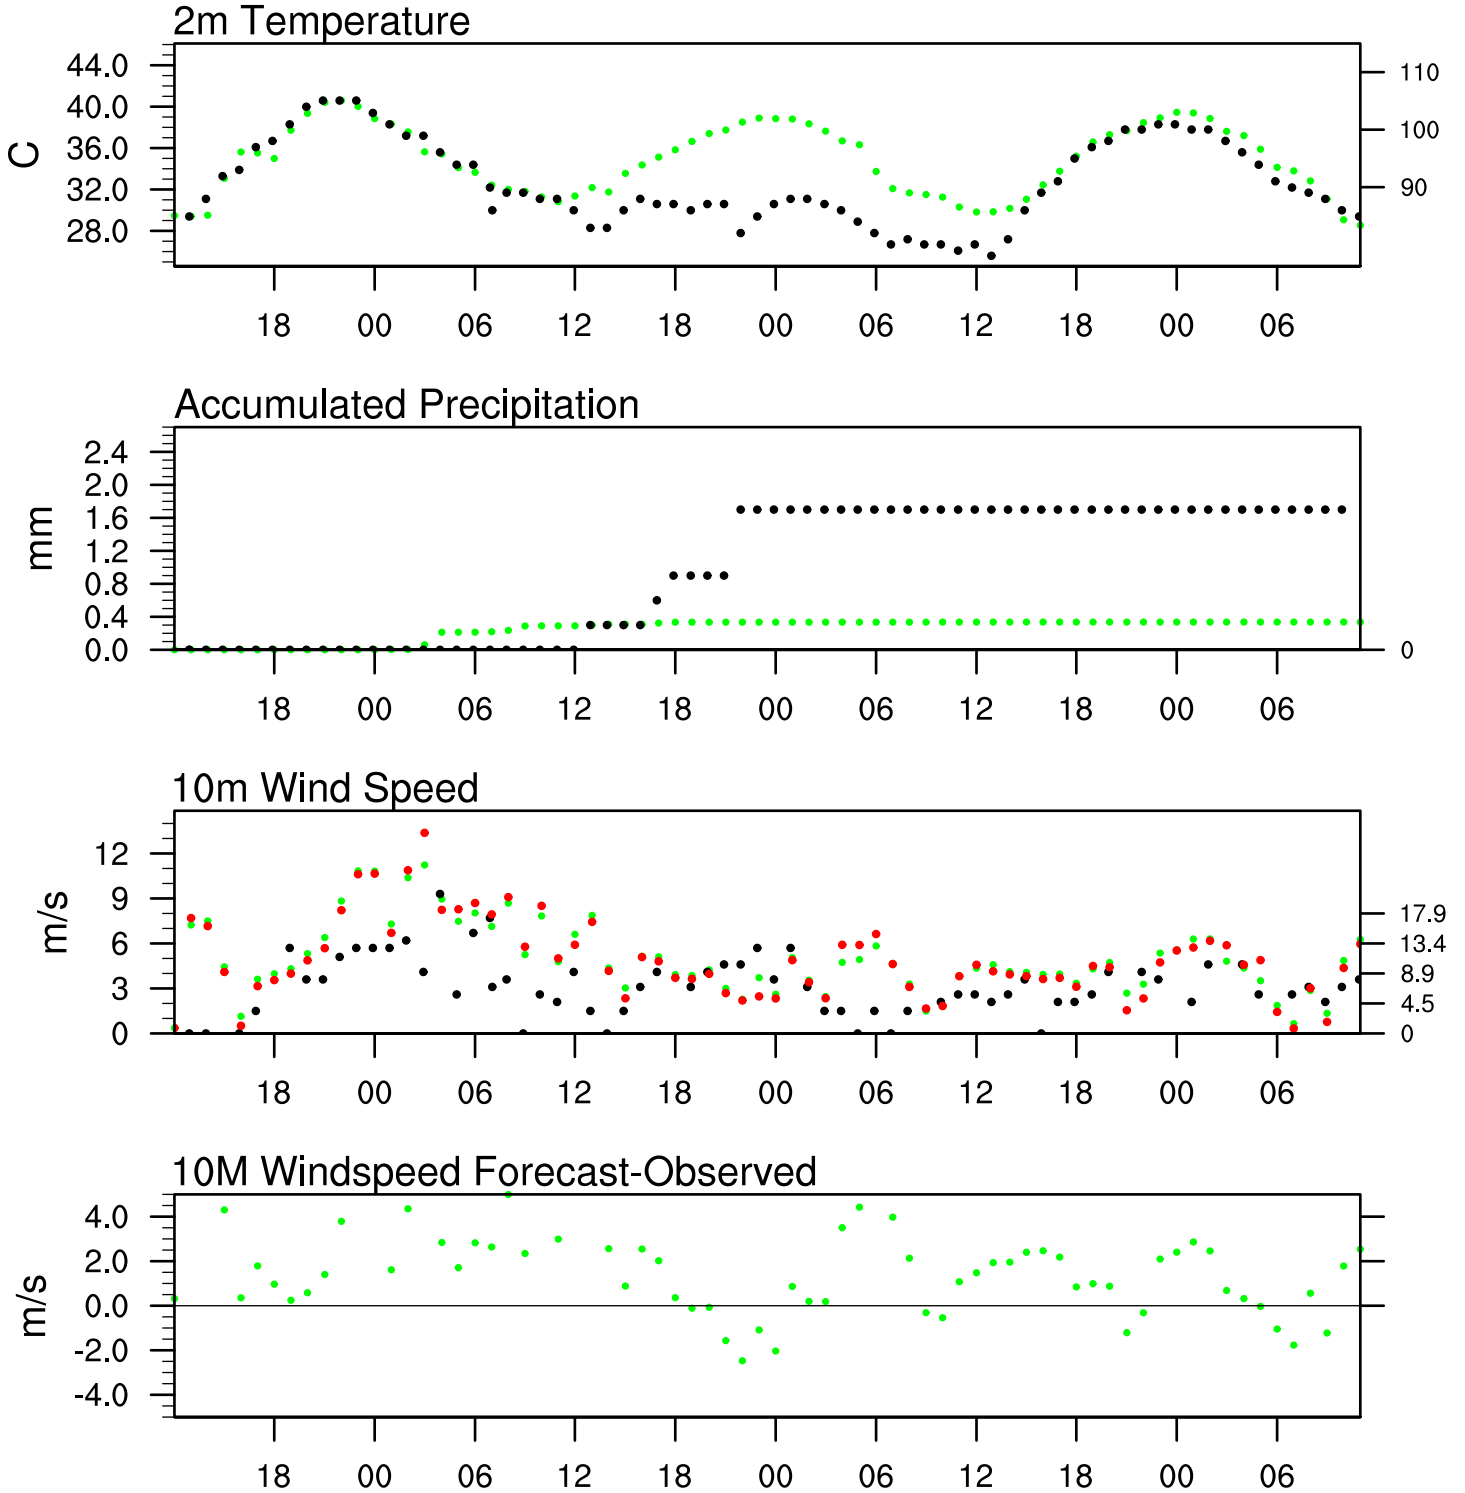 2m Temperature
44.0
40.0
36.0
32.0
28.0
C
110
100
90
18 00 06 12 18 00 06 12 18 00 06
Accumulated Precipitation
2.4
2.0
1.6
1.2
0.8
0.4
0.0
mm
0
18 00 06 12 18 00 06 12 18 00 06
10m Wind Speed
12
9
6
3
0
m/s
17.9
13.4
8.9
4.5
0
18 00 06 12 18 00 06 12 18 00 06
10M Windspeed Forecast-Observed
4.0
2.0
0.0
-2.0
-4.0
m/s
18 00 06 12 18 00 06 12 18 00 06